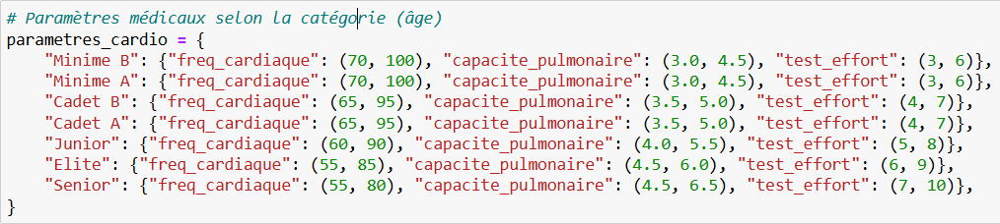 # Paramètres médicaux selon la catégorie (âge)
parametres_cardio = {
    "Minime B": {"freq_cardiaque": (70, 100), "capacite_pulmonaire": (3.0, 4.5), "test_effort": (3, 6)},
    "Minime A": {"freq_cardiaque": (70, 100), "capacite_pulmonaire": (3.0, 4.5), "test_effort": (3, 6)},
    "Cadet B": {"freq_cardiaque": (65, 95), "capacite_pulmonaire": (3.5, 5.0), "test_effort": (4, 7)},
    "Cadet A": {"freq_cardiaque": (65, 95), "capacite_pulmonaire": (3.5, 5.0), "test_effort": (4, 7)},
    "Junior": {"freq_cardiaque": (60, 90), "capacite_pulmonaire": (4.0, 5.5), "test_effort": (5, 8)},
    "Elite": {"freq_cardiaque": (55, 85), "capacite_pulmonaire": (4.5, 6.0), "test_effort": (6, 9)},
    "Senior": {"freq_cardiaque": (55, 80), "capacite_pulmonaire": (4.5, 6.5), "test_effort": (7, 10)},
}